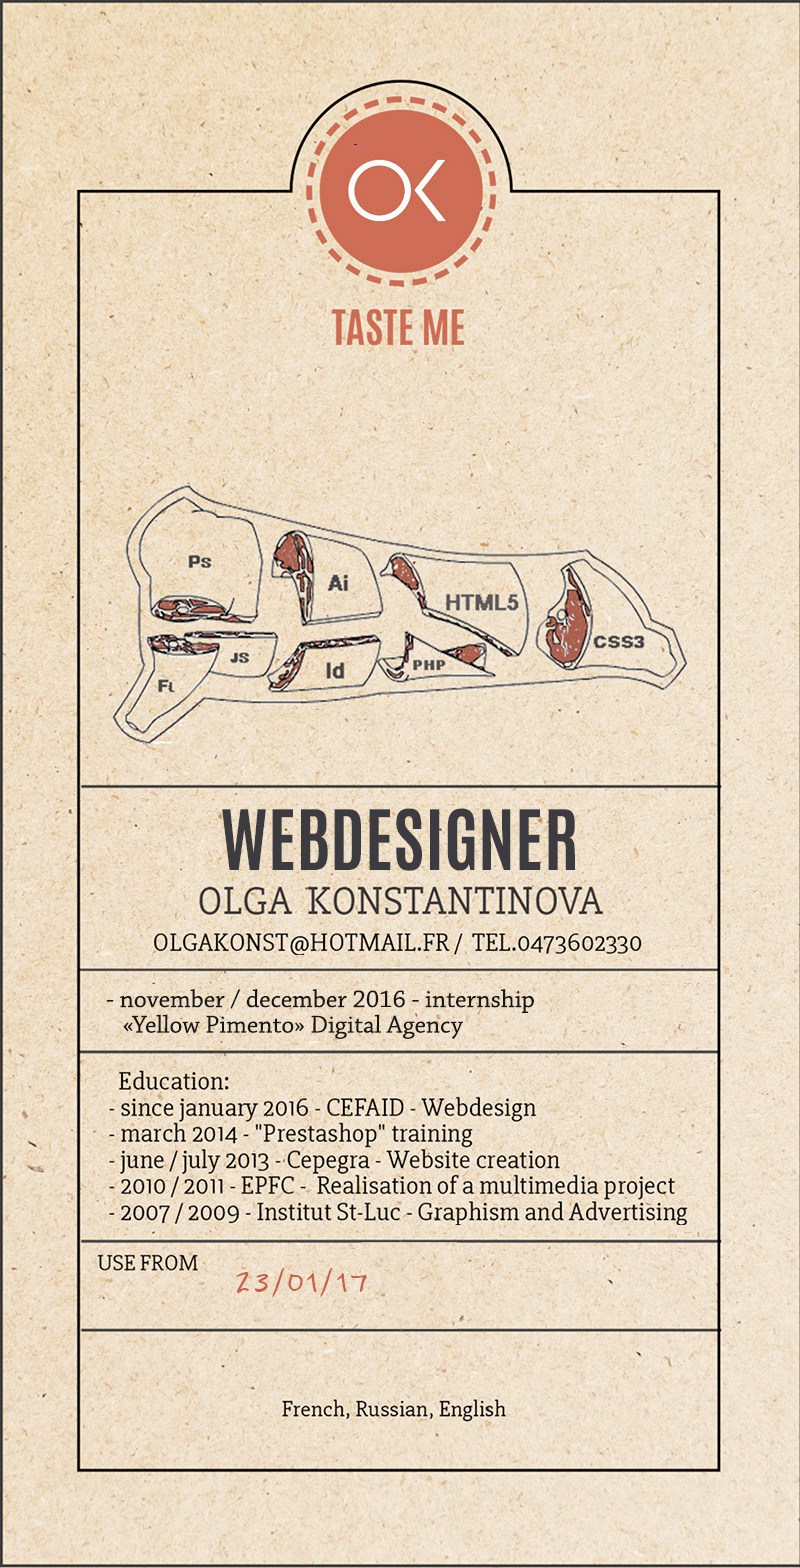 OK
TASTE ME
Ps
Ai
HTML5
CSS3
Fl
JS
Id
PHP
WEBDESIGNER
OLGA KONSTANTINOVA
OLGAKONST@HOTMAIL.FR / TEL.0473602330
- november / december 2016 - internship
«Yellow Pimento» Digital Agency
Education:
- since january 2016 - CEFAID - Webdesign
- march 2014 - "Prestashop" training
- june / july 2013 - Cepegra - Website creation
- 2010 / 2011 - EPFC - Realisation of a multimedia project
- 2007 / 2009 - Institut St-Luc - Graphism and Advertising
USE FROM
23/01/17
French, Russian, English